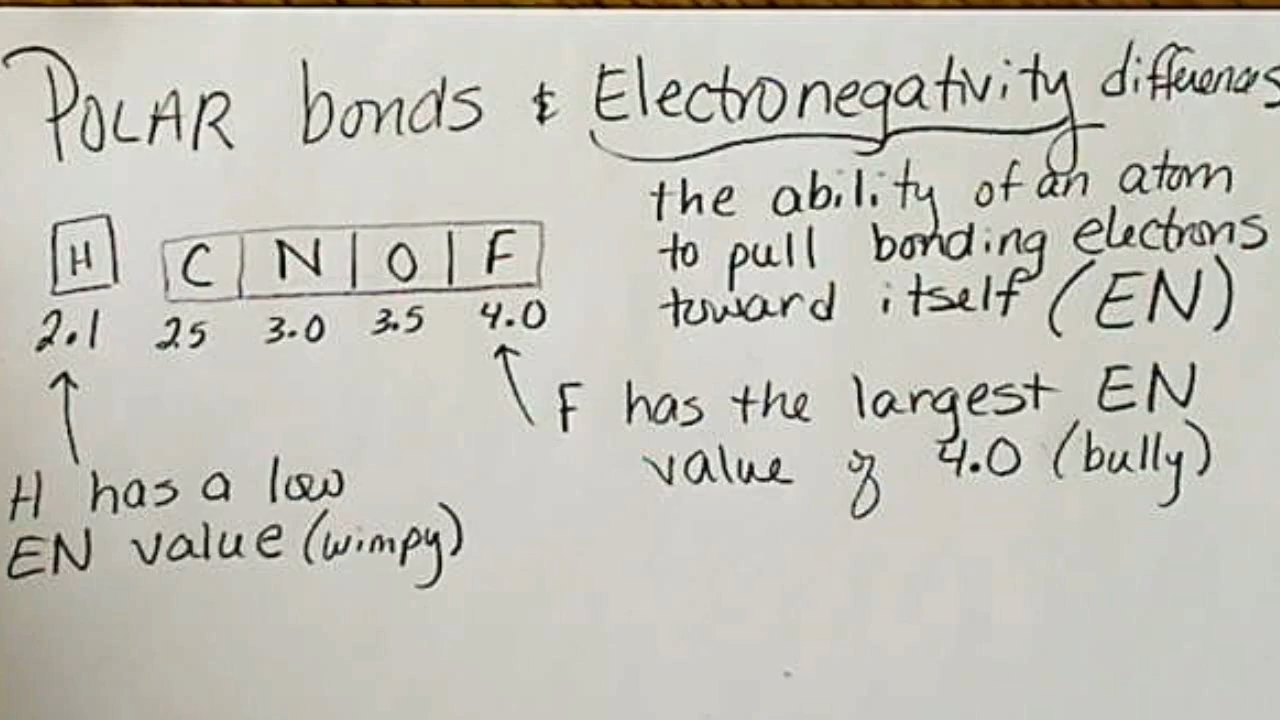 POLAR bonds & Electronegativity differences
the ability of an atom
to pull bonding electrons
toward itself (EN)
H C N O F
2.1 25 3.0 3.5 4.0
F has the largest EN
value of 4.0 (bully)
H has a low
EN value (wimpy)